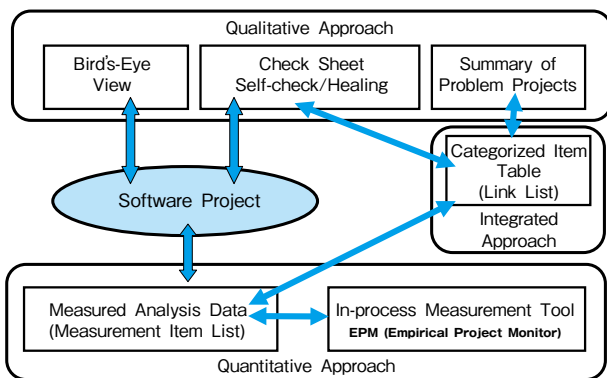 Qualitative Approach
Bird's-Eye
View
Check Sheet
Self-check/Healing
Summary of
Problem Projects
Categorized Item
Table
(Link List)
Integrated
Approach
Software Project
Measured Analysis Data
(Measurement Item List)
In-process Measurement Tool
EPM (Empirical Project Monitor)
Quantitative Approach